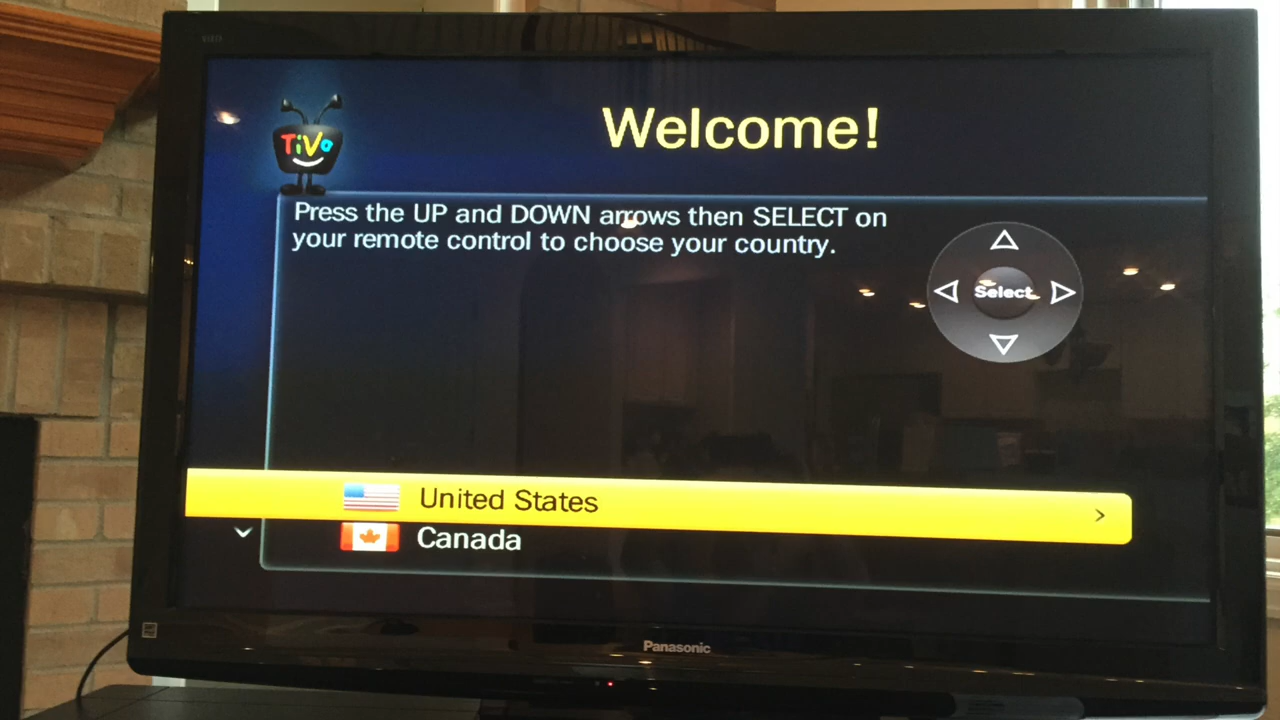 TiVo
Welcome!
Press the UP and DOWN arrows then SELECT on
your remote control to choose your country.
Select
United States
Canada
Panasonic